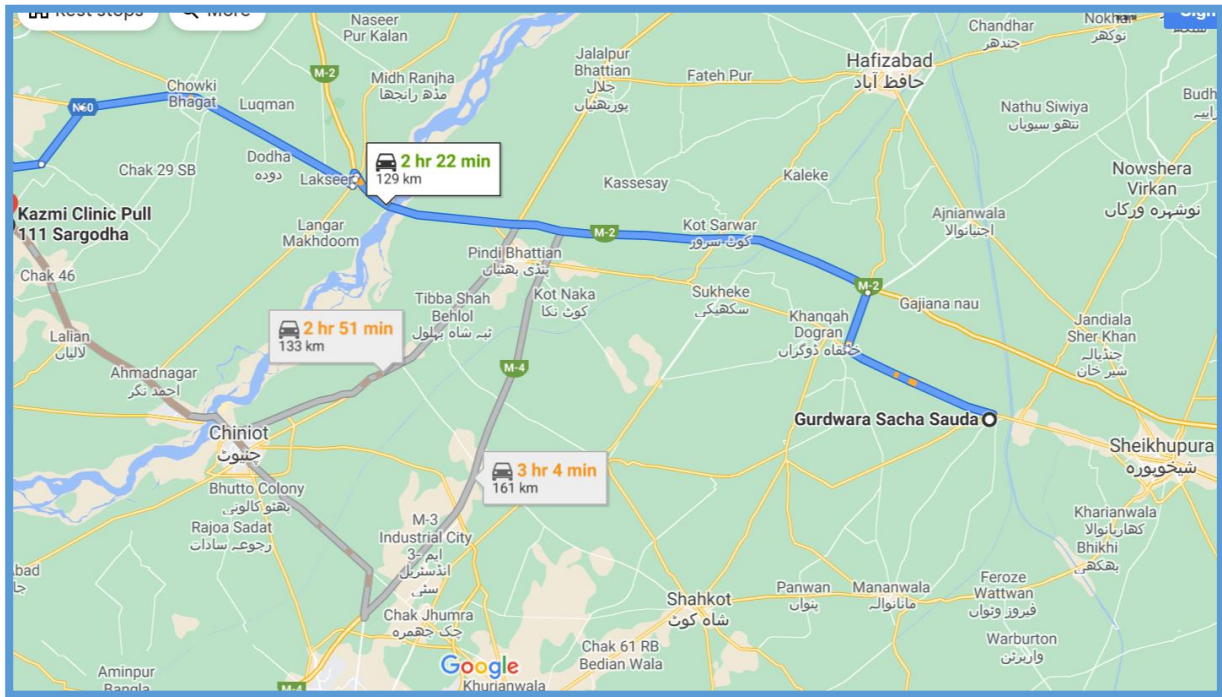 Rest stops
More
Sign
Naseer
Pur Kalan
Chandhar
چندھر
Nokhar
نوکھر
M-2
Midh Ranjha
مڈھ رانجھا
Jalalpur
Bhattian
جلال
پوربھٹیاں
Fateh Pur
Hafizabad
حافظ آباد
Chowki
Bhagat
Luqman
N60
Nathu Siwiya
نتھو سیویاں
Budh
Chak 29 SB
Dodha
دودہ
Lakseer
2 hr 22 min
129 km
Kassesay
Kaleke
Nowshera
Virkan
نوشہرہ ورکاں
Kazmi Clinic Pull
111 Sargodha
Langar
Makhdoom
M-2
Kot Sarwar
کوٹ سرور
Ajnianwala
اجنیانوالا
Chak 46
Pindi Bhattian
پنڈی بھٹیاں
M-2
Tibba Shah
Behlol
ٹبہ شاہ بہلول
Kot Naka
کوٹ نکا
Sukheke
سکھیکی
Gajiana nau
Khanqah
Dogran
خانقاہ ڈوگراں
Jandiala
Sher Khan
جنڈیالہ
شیر خان
2 hr 51 min
133 km
Lalian
لالیاں
Ahmadnagar
احمد نگر
M-4
Gurdwara Sacha Sauda
Chiniot
چنیوٹ
Sheikhupura
شیخوپورہ
3 hr 4 min
161 km
Bhutto Colony
بھٹو کالونی
Rajoa Sadat
رجوعہ سادات
M-3
Industrial City
ایم -3
انڈسٹریل
سٹی
Kharianwala
کھاریانوالا
Bhikhi
بھکھی
Panwan
پنواں
Mananwala
مانانوالہ
Feroze
Wattwan
فیروز وٹواں
Shahkot
شاہ کوٹ
Chak Jhumra
چک جھمرہ
Warburton
واربرٹن
Chak 61 RB
Bedian Wala
Aminpur
Bangla
Google
M-4
Khurianwala